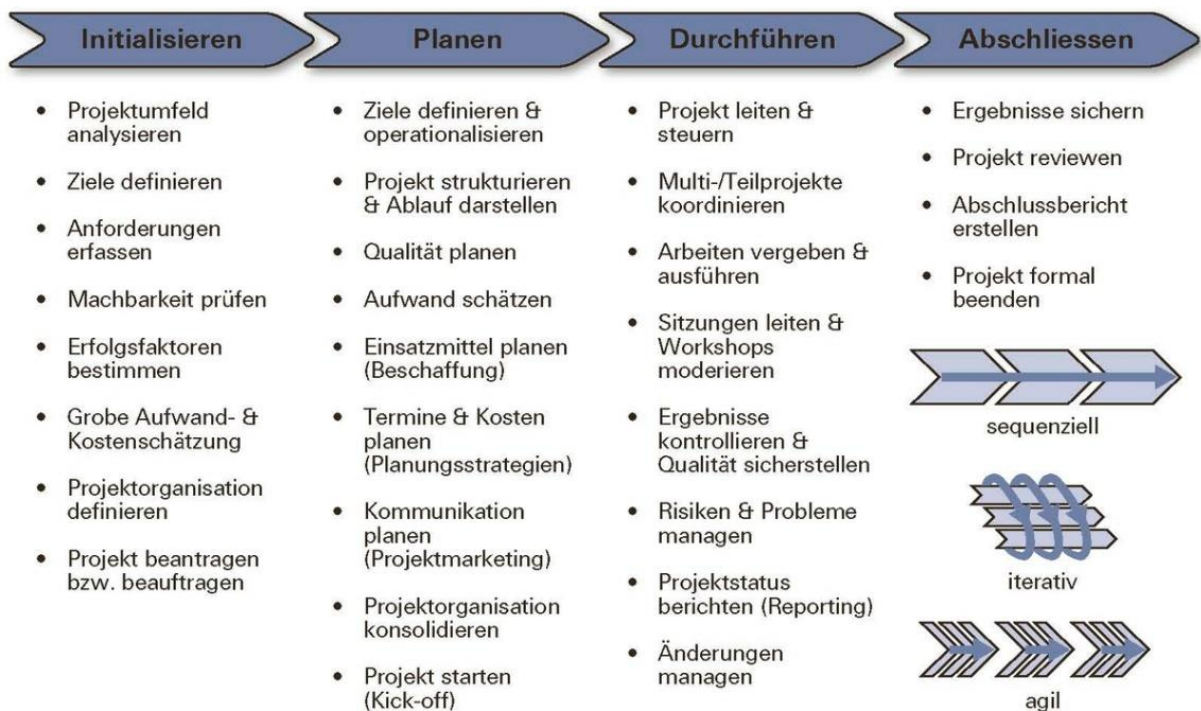 Initialisieren
Planen
Durchführen
Abschliessen
• Projektumfeld
analysieren
• Ziele definieren
• Anforderungen
erfassen
• Machbarkeit prüfen
• Erfolgsfaktoren
bestimmen
• Grobe Aufwand- &
Kostenschätzung
• Projektorganisation
definieren
• Projekt beantragen
bzw. beauftragen
• Ziele definieren &
operationalisieren
• Projekt strukturieren
& Ablauf darstellen
• Qualität planen
• Aufwand schätzen
• Einsatzmittel planen
(Beschaffung)
• Termine & Kosten
planen
(Planungsstrategien)
• Kommunikation
planen
(Projektmarketing)
• Projektorganisation
konsolidieren
• Projekt starten
(Kick-off)
• Projekt leiten &
steuern
• Multi-/Teilprojekte
koordinieren
• Arbeiten vergeben &
ausführen
• Sitzungen leiten &
Workshops
moderieren
• Ergebnisse
kontrollieren &
Qualität sicherstellen
• Risiken & Probleme
managen
• Projektstatus
berichten (Reporting)
• Änderungen
managen
• Ergebnisse sichern
• Projekt reviewen
• Abschlussbericht
erstellen
• Projekt formal
beenden
sequenziell
iterativ
agil